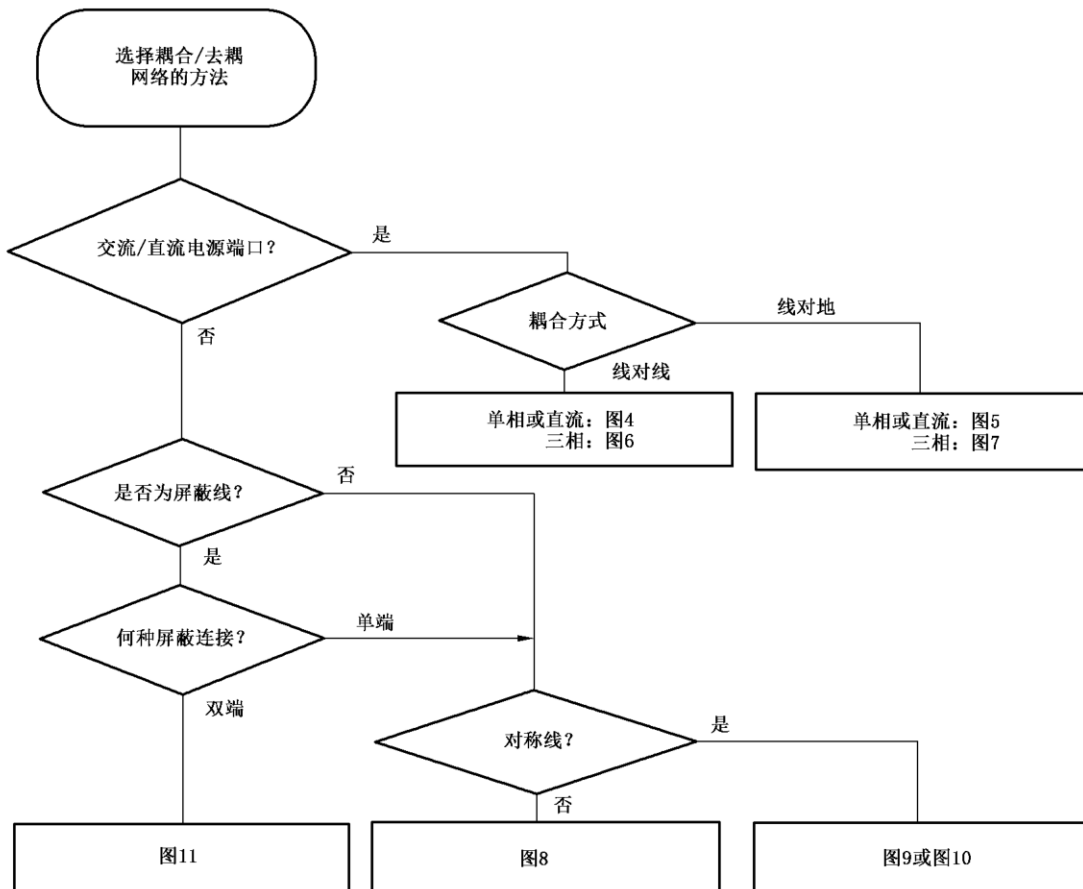 选择耦合/去耦
网络的方法
交流/直流电源端口?
是
否
耦合方式
线对地
线对线
单相或直流:图4
三相:图6
单相或直流:图5
三相:图7
是否为屏蔽线?
否
是
何种屏蔽连接?
单端
双端
对称线?
是
否
图11
图8
图9或图10